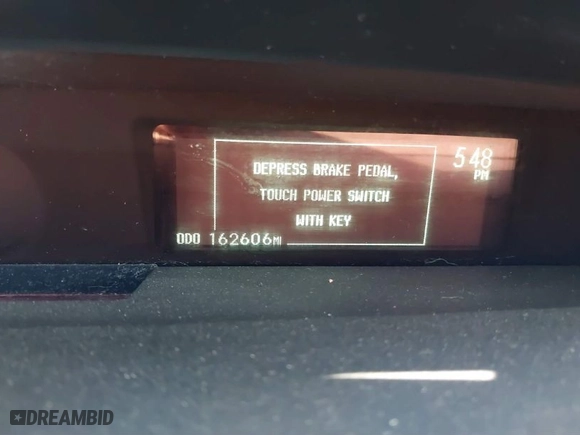 DEPRESS BRAKE PEDAL,
TOUCH POWER SWITCH
WITH KEY
5:48
PM
ODO 162606MI
DREAMBID